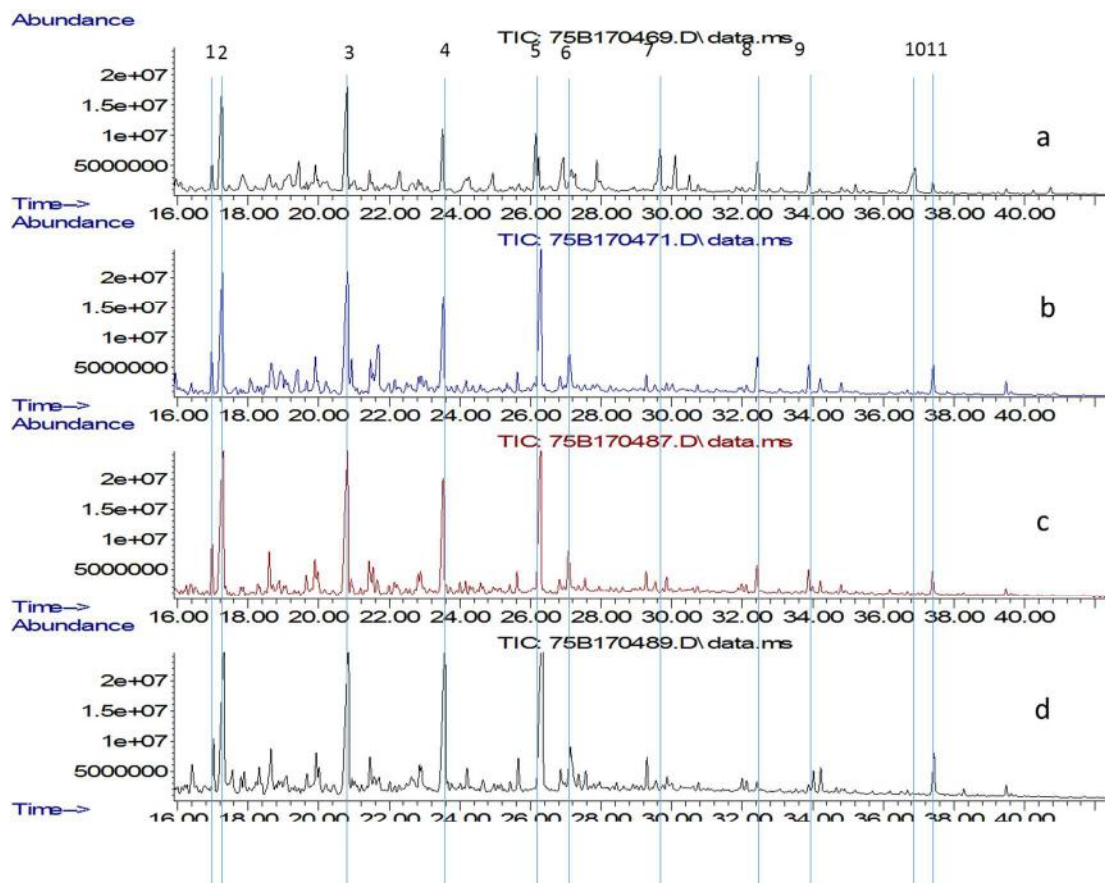 Abundance
TIC: 75B170469.D\data.ms
1 2 3 4 5 6 7 8 9 10 11
2e+07
1.5e+07
1e+07
5000000
a
Time-->
16.00 18.00 20.00 22.00 24.00 26.00 28.00 30.00 32.00 34.00 36.00 38.00 40.00
Abundance
TIC: 75B170471.D\data.ms
2e+07
1.5e+07
1e+07
5000000
b
Time-->
16.00 18.00 20.00 22.00 24.00 26.00 28.00 30.00 32.00 34.00 36.00 38.00 40.00
Abundance
TIC: 75B170487.D\data.ms
2e+07
1.5e+07
1e+07
5000000
c
Time-->
16.00 18.00 20.00 22.00 24.00 26.00 28.00 30.00 32.00 34.00 36.00 38.00 40.00
Abundance
TIC: 75B170489.D\data.ms
2e+07
1.5e+07
1e+07
5000000
d
16.00 18.00 20.00 22.00 24.00 26.00 28.00 30.00 32.00 34.00 36.00 38.00 40.00
Time-->